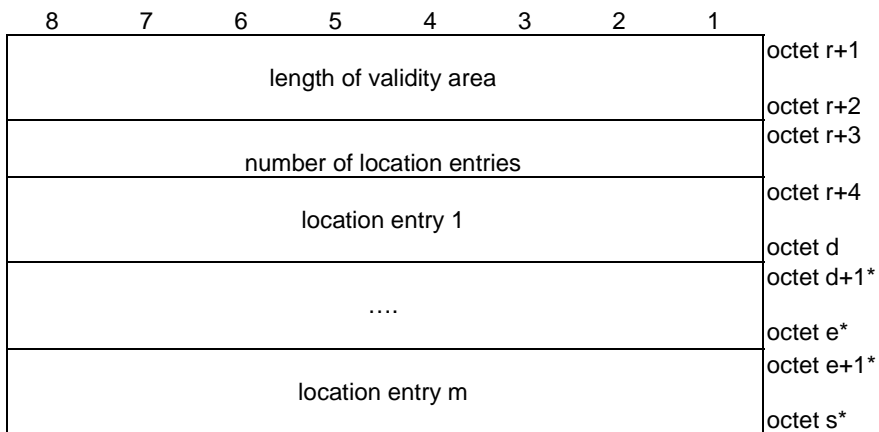 8 7 6 5 4 3 2 1
octet r+1
length of validity area
octet r+2
octet r+3
number of location entries
octet r+4
location entry 1
octet d
octet d+1*
….
octet e*
octet e+1*
location entry m
octet s*